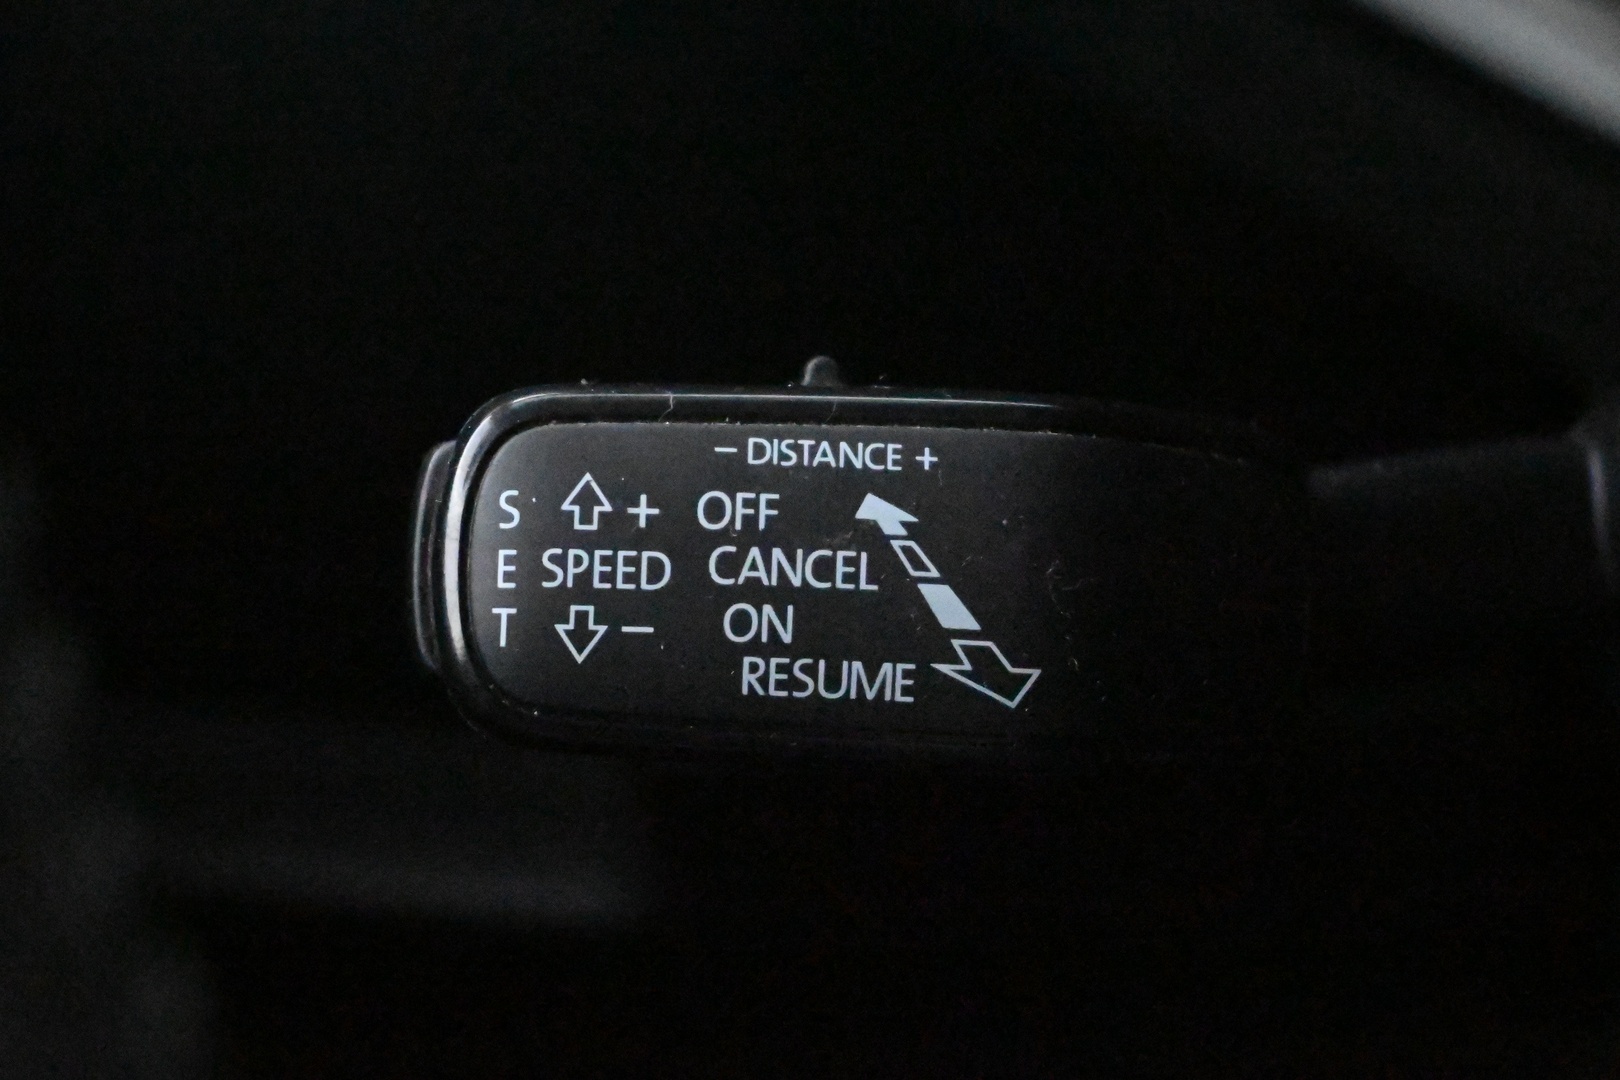 – DISTANCE +
S + OFF
E SPEED CANCEL
T – ON
RESUME